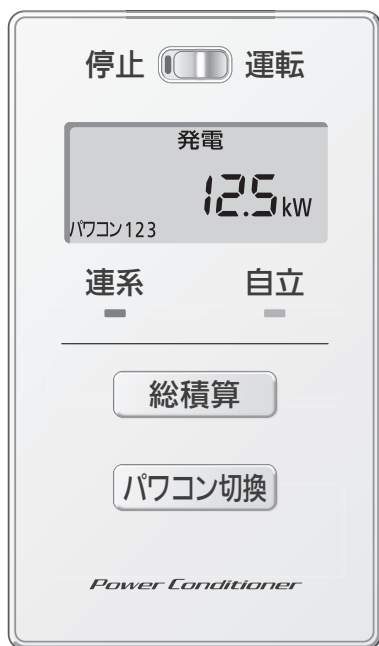 停止 運転
発電
12.5kW
パワコン123
連系 自立
総積算
パワコン切換
Power Conditioner